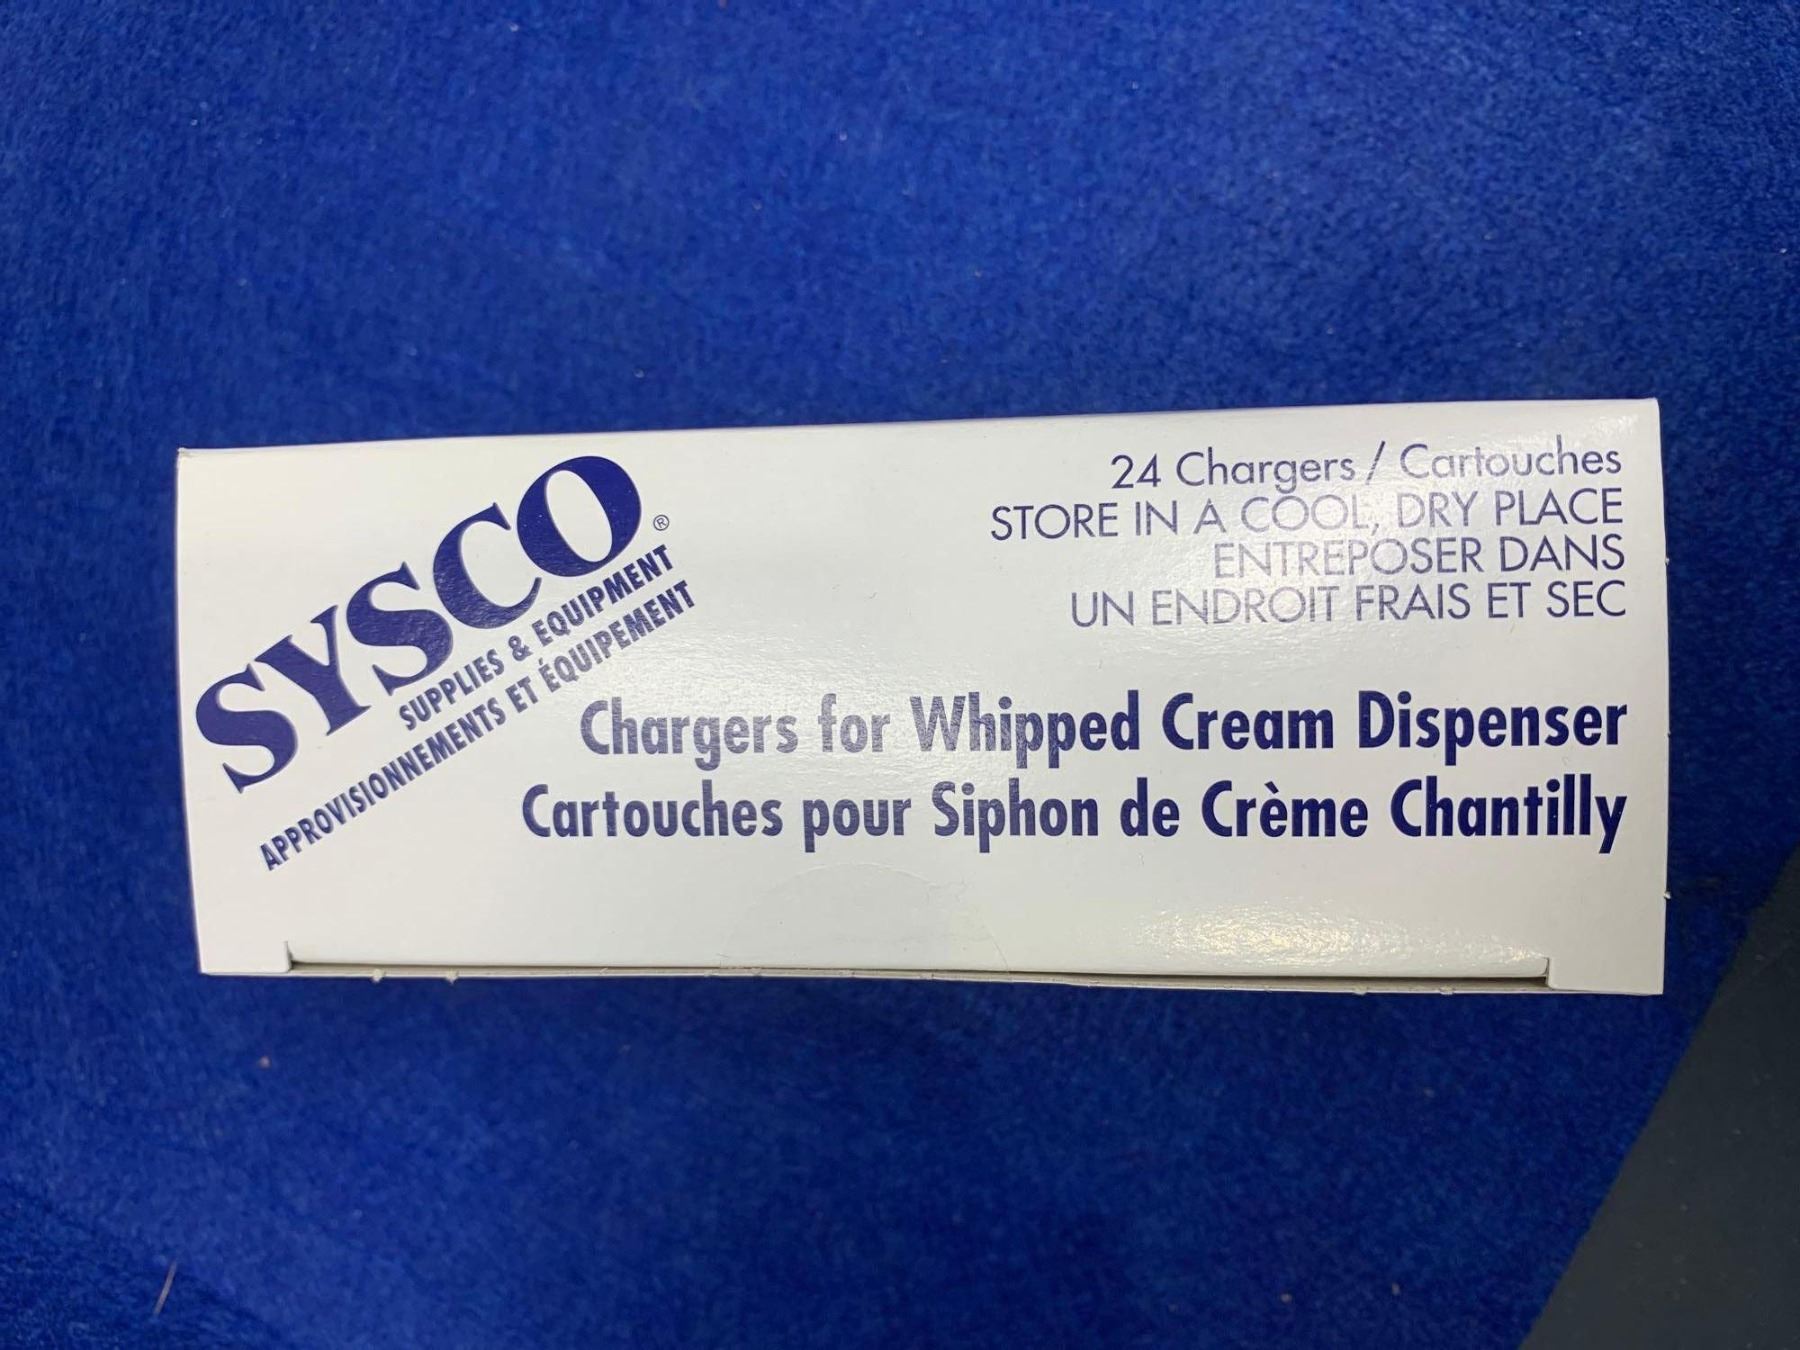 SYSCO®
SUPPLIES & EQUIPMENT
APPROVISIONNEMENTS ET ÉQUIPEMENT
24 Chargers / Cartouches
STORE IN A COOL, DRY PLACE
ENTREPOSER DANS
UN ENDROIT FRAIS ET SEC
Chargers for Whipped Cream Dispenser
Cartouches pour Siphon de Crème Chantilly